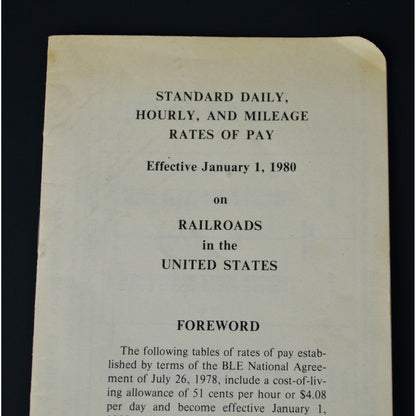 STANDARD DAILY,
HOURLY, AND MILEAGE
RATES OF PAY
Effective January 1, 1980
on
RAILROADS
in the
UNITED STATES
FOREWORD
The following tables of rates of pay estab-
lished by terms of the BLE National Agree-
ment of July 26, 1978, include a cost-of-liv-
ing allowance of 51 cents per hour or $4.08
per day and become effective January 1,